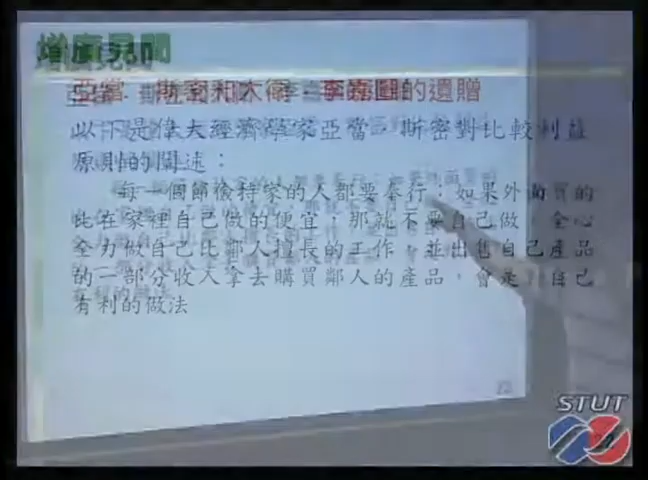 增廣見聞
亞當．斯密和大衛．李嘉圖的遺贈
以下是偉大經濟學家亞當．斯密對比較利益
原則的闡述：
每一個節儉持家的人都要奉行：如果外面買的
比在家裡自己做的便宜，那就不要自己做，全心
全力做自己比鄰人擅長的工作，並出售自己產品
的一部分收入拿去購買鄰人的產品，會是 自己
有利的做法
STUT